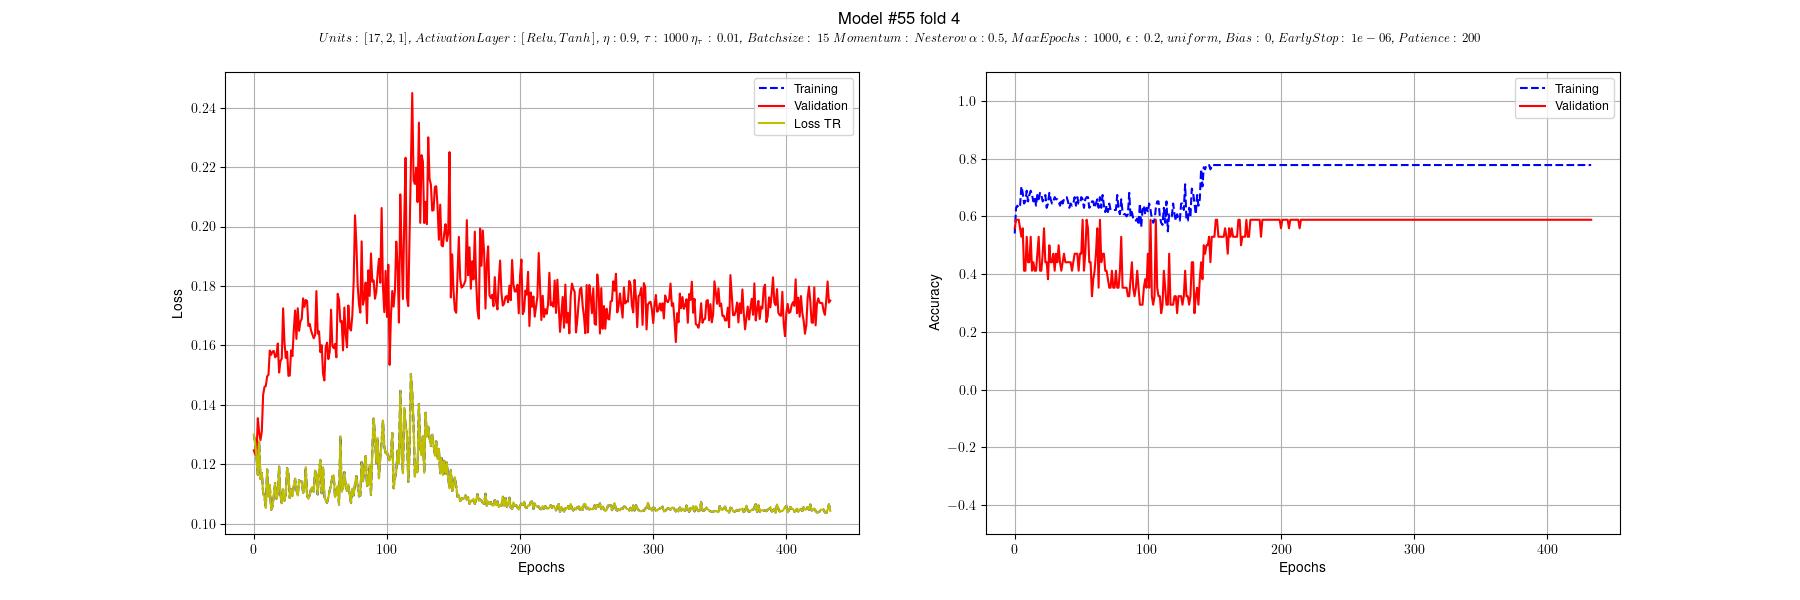 Model #55 fold 4
Units : [17, 2, 1], ActivationLayer : [Relu, Tanh], η : 0.9, τ : 1000 η_τ : 0.01, Batchsize : 15 Momentum : Nesterov α : 0.5, MaxEpochs : 1000, ϵ : 0.2, uniform, Bias : 0, EarlyStop : 1e − 06, Patience : 200
Training
Validation
Loss TR
0.24
0.22
0.20
0.18
0.16
0.14
0.12
0.10
Loss
0
100
200
300
400
Epochs
Training
Validation
1.0
0.8
0.6
0.4
0.2
0.0
−0.2
−0.4
Accuracy
0
100
200
300
400
Epochs